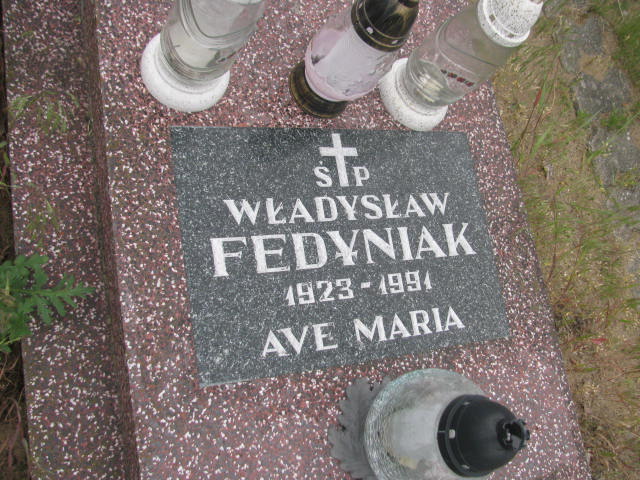 ŚP
WŁADYSŁAW
FEDYNIAK
1923-1991
AVE MARIA